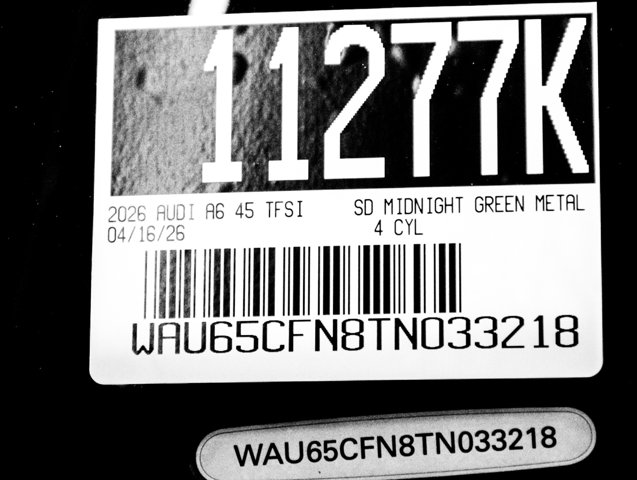 11277K
2026 AUDI A6 45 TFSI SD MIDNIGHT GREEN METAL
04/16/26 4 CYL
WAU65CFN8TN033218
WAU65CFN8TN033218